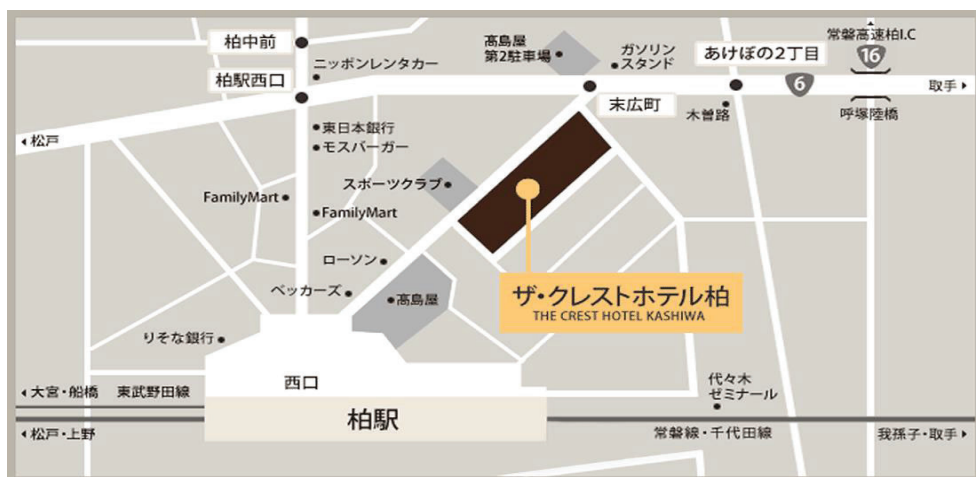 柏中前
髙島屋
第2駐車場
ガソリン
スタンド
常磐高速柏I.C
16
あけぼの2丁目
ニッポンレンタカー
柏駅西口
6
取手
末広町
木曽路
呼塚陸橋
松戸
東日本銀行
モスバーガー
スポーツクラブ
FamilyMart
FamilyMart
ローソン
ベッカーズ
髙島屋
ザ・クレストホテル柏
THE CREST HOTEL KASHIWA
りそな銀行
西口
代々木
ゼミナール
大宮・船橋 東武野田線
柏駅
松戸・上野
常磐線・千代田線
我孫子・取手